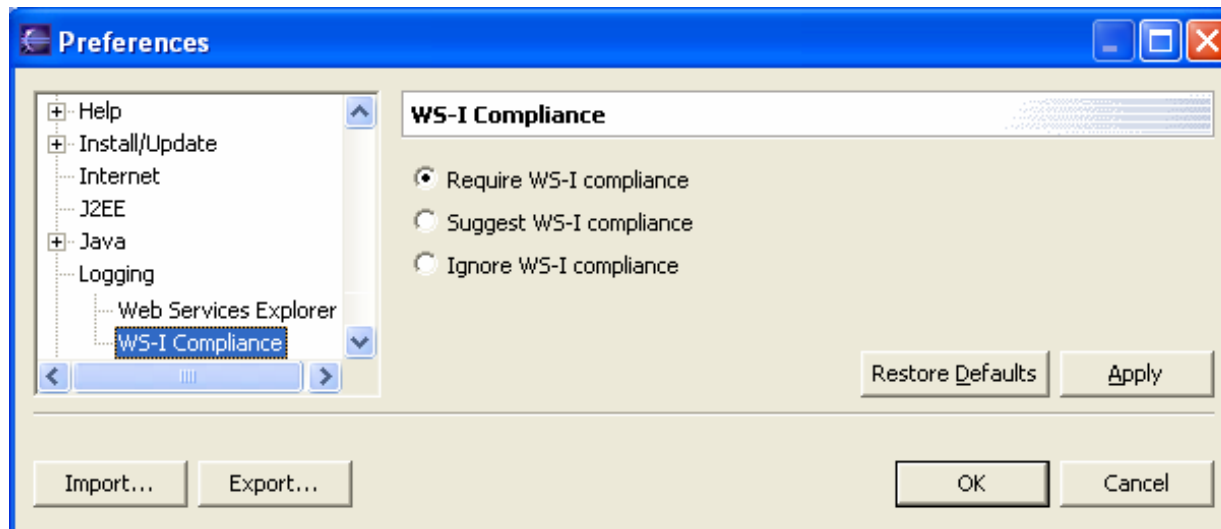 Preferences
Help
Install/Update
Internet
J2EE
Java
Logging
Web Services Explorer
WS-I Compliance
WS-I Compliance
Require WS-I compliance
Suggest WS-I compliance
Ignore WS-I compliance
Restore Defaults Apply
Import... Export... OK Cancel